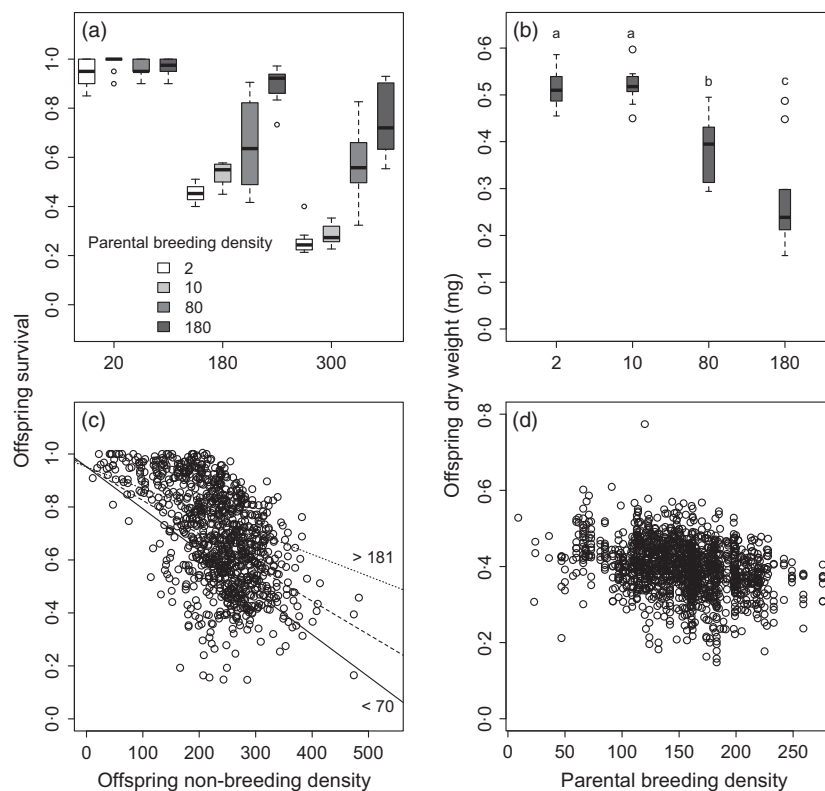 (a)
1·0
0·8
0·6
0·4
0·2
0·0
Parental breeding density
2
10
80
180
20 180 300
(b)
0·6
0·5
0·4
0·3
0·2
0·1
0·0
a a b c
2 10 80 180
Offspring survival
Offspring dry weight (mg)
(c)
1·0
0·8
0·6
0·4
0·2
0·0
> 181
< 70
0 100 200 300 400 500
Offspring non-breeding density
(d)
0·8
0·6
0·4
0·2
0·0
0 50 100 150 200 250
Parental breeding density